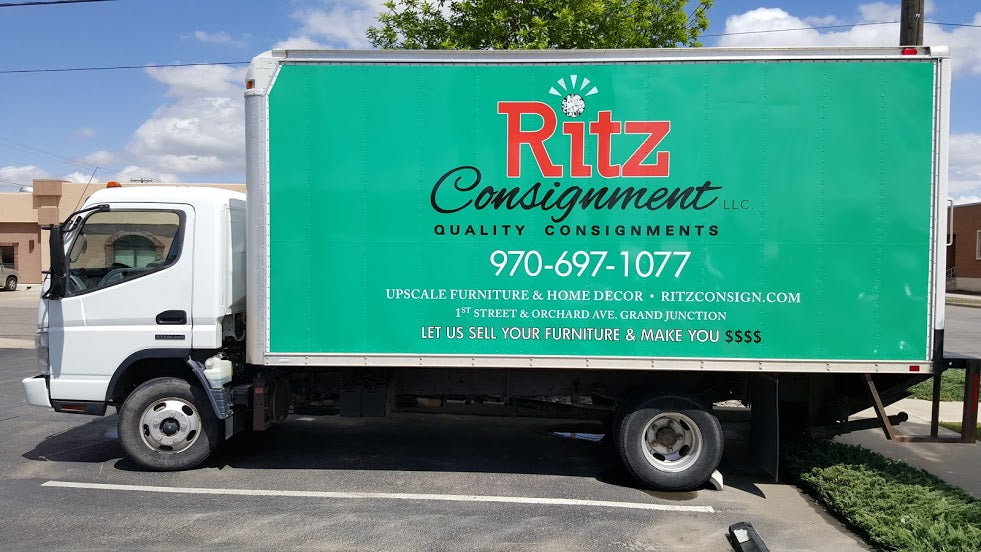 Ritz
Consignment LLC.
QUALITY CONSIGNMENTS
970-697-1077
UPSCALE FURNITURE & HOME DECOR • RITZCONSIGN.COM
1ST STREET & ORCHARD AVE. GRAND JUNCTION
LET US SELL YOUR FURNITURE & MAKE YOU $$$$